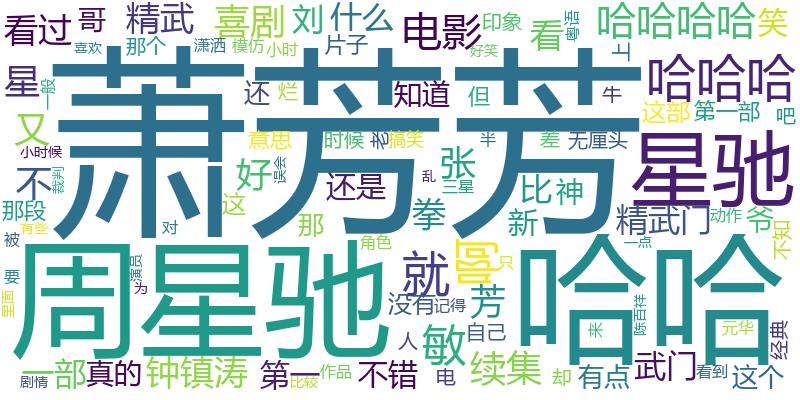 看过 哥 精武 喜剧 刘 什么 电影 印象 看 粤语 哈哈哈哈 笑
喜欢 那个 潇洒 模仿 小时 片子 好笑 上
星 一般 萧芳芳 还 烂 知道 但 牛 哈哈哈
又 意思 时候 老 搞笑 半 差 无厘头 这部 第一部 吧
小时候 不 裁判 好 误会 还是 乱 张 三星 比 神 星驰
那段 有些 这 那 拳 新 精武门 动作 爷
被 对 角色 啊 只 一点 不知
要 里面 演员 为 周星驰 就 没有 记得 芳 哈哈 来 陈百祥 元华 经典
人 敏 自己
一部 真的 钟镇涛 第一 不错 续集 有点 武门 看到 这个
剧情 比较 作品 电 却